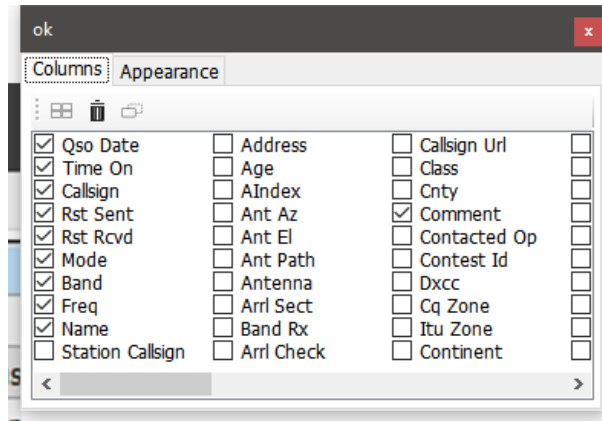 ok
x
Columns Appearance
Qso Date Address Callsign Url
Time On Age Class
Callsign AIndex Cnty
Rst Sent Ant Az Comment
Rst Rcvd Ant El Contacted Op
Mode Ant Path Contest Id
Band Antenna Dxcc
Freq Arrl Sect Cq Zone
Name Band Rx Itu Zone
Station Callsign Arrl Check Continent